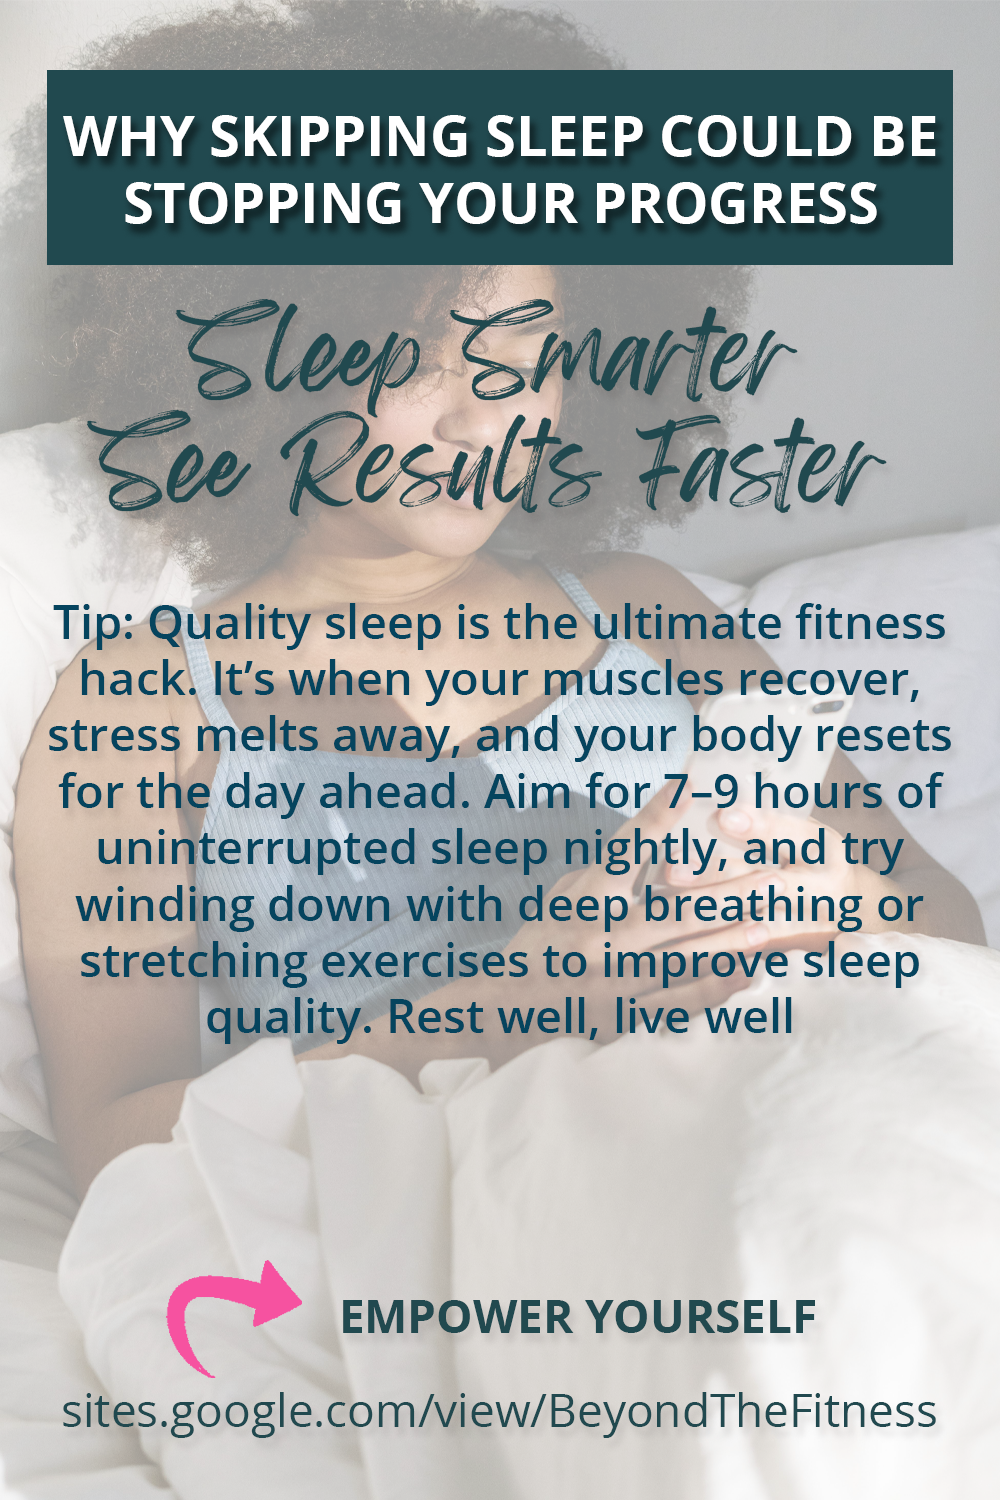 WHY SKIPPING SLEEP COULD BE
STOPPING YOUR PROGRESS
Sleep Smarter
See Results Faster
Tip: Quality sleep is the ultimate fitness
hack. It’s when your muscles recover,
stress melts away, and your body resets
for the day ahead. Aim for 7–9 hours of
uninterrupted sleep nightly, and try
winding down with deep breathing or
stretching exercises to improve sleep
quality. Rest well, live well
EMPOWER YOURSELF
sites.google.com/view/BeyondTheFitness